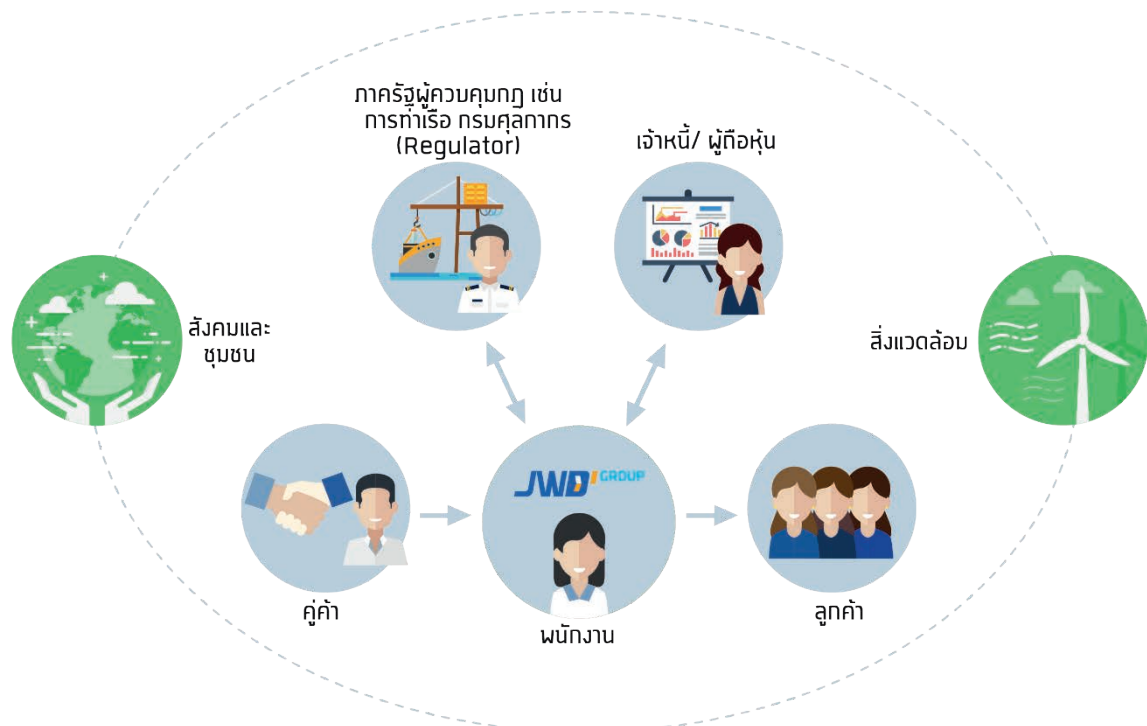 ภาครัฐผู้ควบคุมกฎ เช่น
การท่าเรือ กรมศุลกากร
(Regulator)
เจ้าหนี้/ ผู้ถือหุ้น
สังคมและ
ชุมชน
สิ่งแวดล้อม
JWD GROUP
คู่ค้า
พนักงาน
ลูกค้า